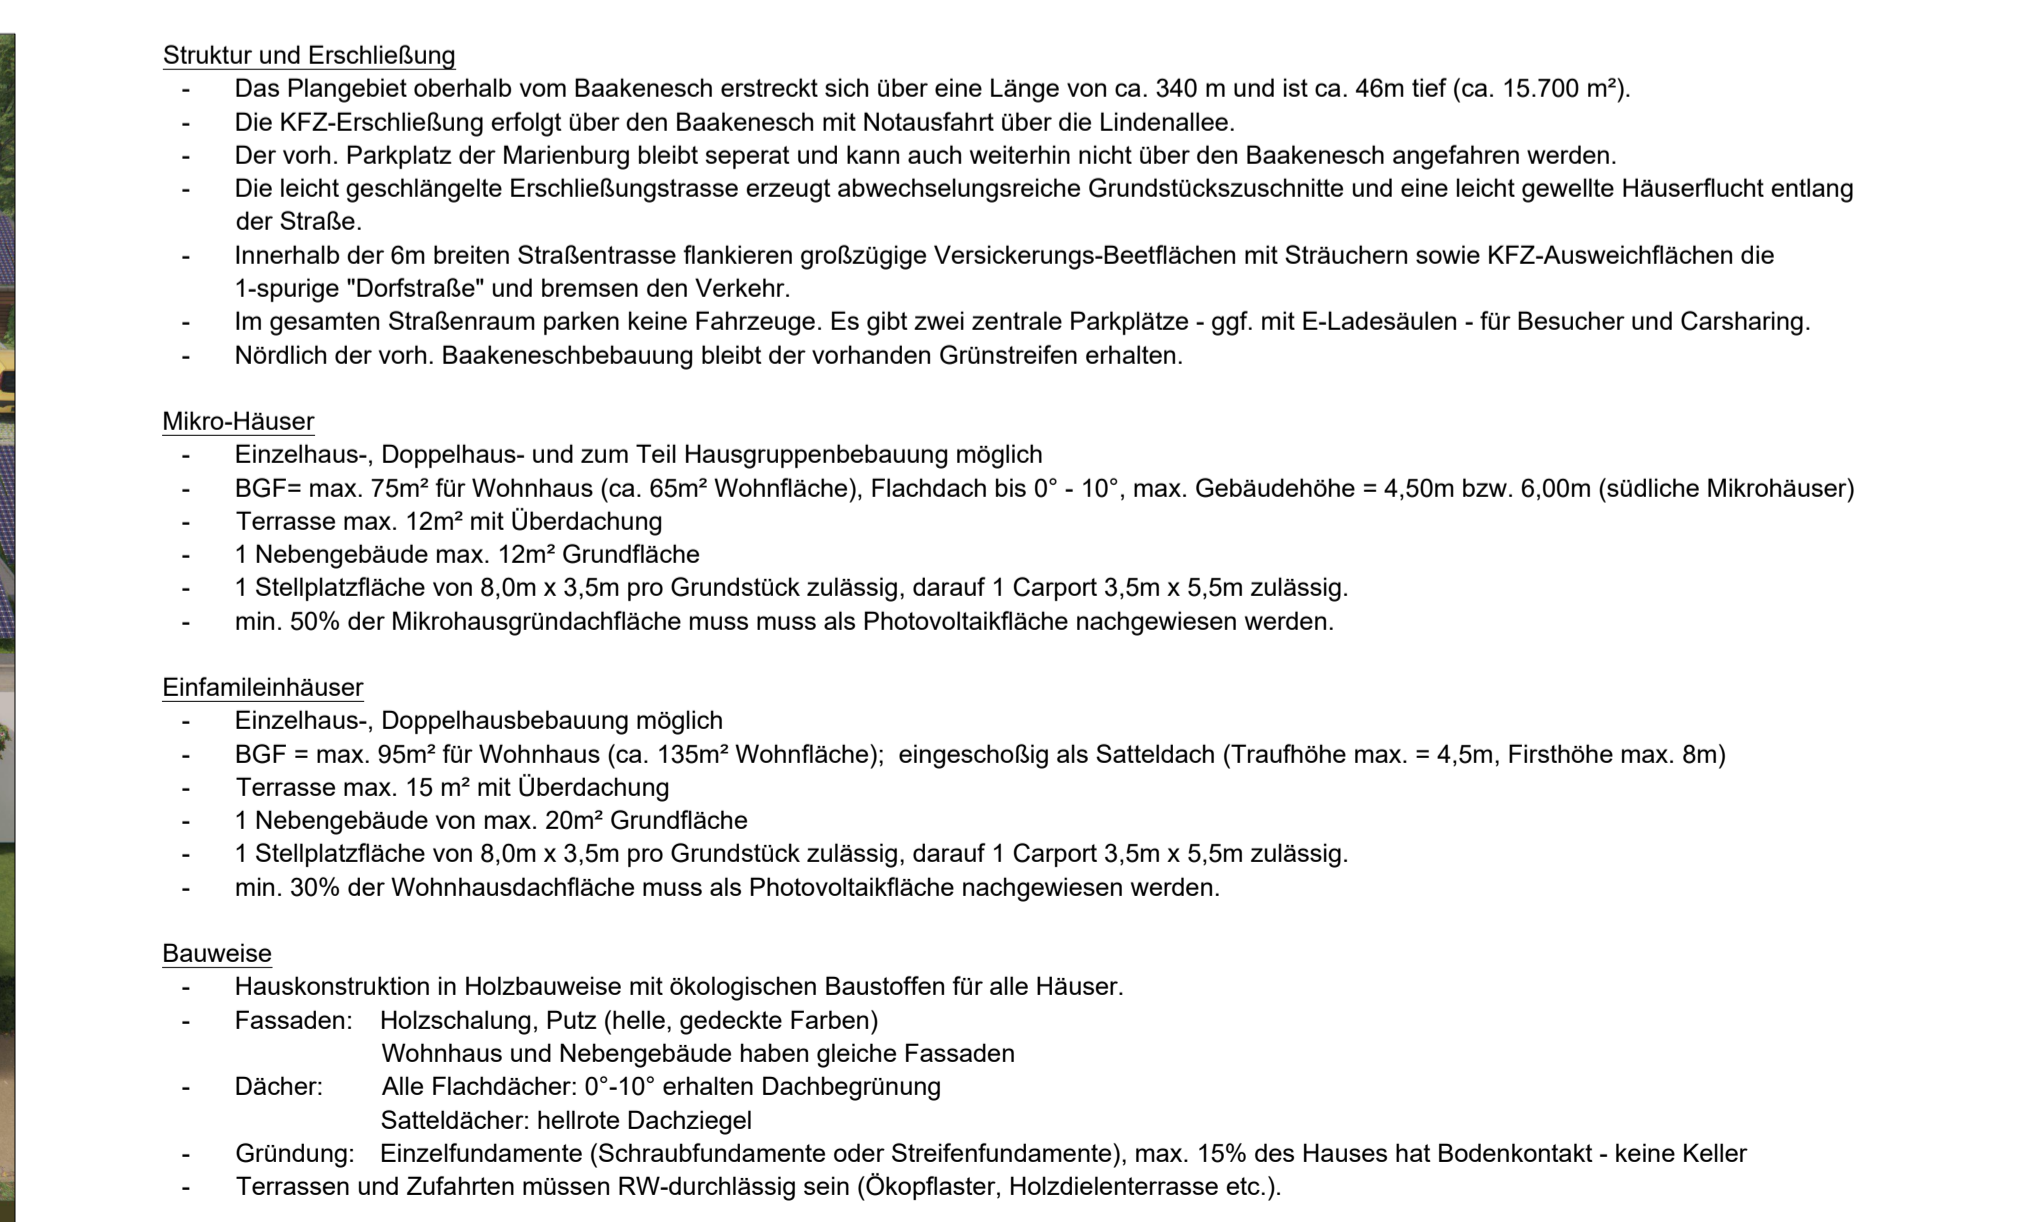 Struktur und Erschließung
- Das Plangebiet oberhalb vom Baakenesch erstreckt sich über eine Länge von ca. 340 m und ist ca. 46m tief (ca. 15.700 m²).
- Die KFZ-Erschließung erfolgt über den Baakenesch mit Notausfahrt über die Lindenallee.
- Der vorh. Parkplatz der Marienburg bleibt seperat und kann auch weiterhin nicht über den Baakenesch angefahren werden.
- Die leicht geschlängelte Erschließungstrasse erzeugt abwechselungsreiche Grundstückszuschnitte und eine leicht gewellte Häuserflucht entlang
der Straße.
- Innerhalb der 6m breiten Straßentrasse flankieren großzügige Versickerungs-Beetflächen mit Sträuchern sowie KFZ-Ausweichflächen die
1-spurige "Dorfstraße" und bremsen den Verkehr.
- Im gesamten Straßenraum parken keine Fahrzeuge. Es gibt zwei zentrale Parkplätze - ggf. mit E-Ladesäulen - für Besucher und Carsharing.
- Nördlich der vorh. Baakeneschbebauung bleibt der vorhanden Grünstreifen erhalten.
Mikro-Häuser
- Einzelhaus-, Doppelhaus- und zum Teil Hausgruppenbebauung möglich
- BGF= max. 75m² für Wohnhaus (ca. 65m² Wohnfläche), Flachdach bis 0° - 10°, max. Gebäudehöhe = 4,50m bzw. 6,00m (südliche Mikrohäuser)
- Terrasse max. 12m² mit Überdachung
- 1 Nebengebäude max. 12m² Grundfläche
- 1 Stellplatzfläche von 8,0m x 3,5m pro Grundstück zulässig, darauf 1 Carport 3,5m x 5,5m zulässig.
- min. 50% der Mikrohausgründachfläche muss muss als Photovoltaikfläche nachgewiesen werden.
Einfamileinhäuser
- Einzelhaus-, Doppelhausbebauung möglich
- BGF = max. 95m² für Wohnhaus (ca. 135m² Wohnfläche); eingeschoßig als Satteldach (Traufhöhe max. = 4,5m, Firsthöhe max. 8m)
- Terrasse max. 15 m² mit Überdachung
- 1 Nebengebäude von max. 20m² Grundfläche
- 1 Stellplatzfläche von 8,0m x 3,5m pro Grundstück zulässig, darauf 1 Carport 3,5m x 5,5m zulässig.
- min. 30% der Wohnhausdachfläche muss als Photovoltaikfläche nachgewiesen werden.
Bauweise
- Hauskonstruktion in Holzbauweise mit ökologischen Baustoffen für alle Häuser.
- Fassaden: Holzschalung, Putz (helle, gedeckte Farben)
Wohnhaus und Nebengebäude haben gleiche Fassaden
- Dächer: Alle Flachdächer: 0°-10° erhalten Dachbegrünung
Satteldächer: hellrote Dachziegel
- Gründung: Einzelfundamente (Schraubfundamente oder Streifenfundamente), max. 15% des Hauses hat Bodenkontakt - keine Keller
- Terrassen und Zufahrten müssen RW-durchlässig sein (Ökopflaster, Holzdielenterrasse etc.).